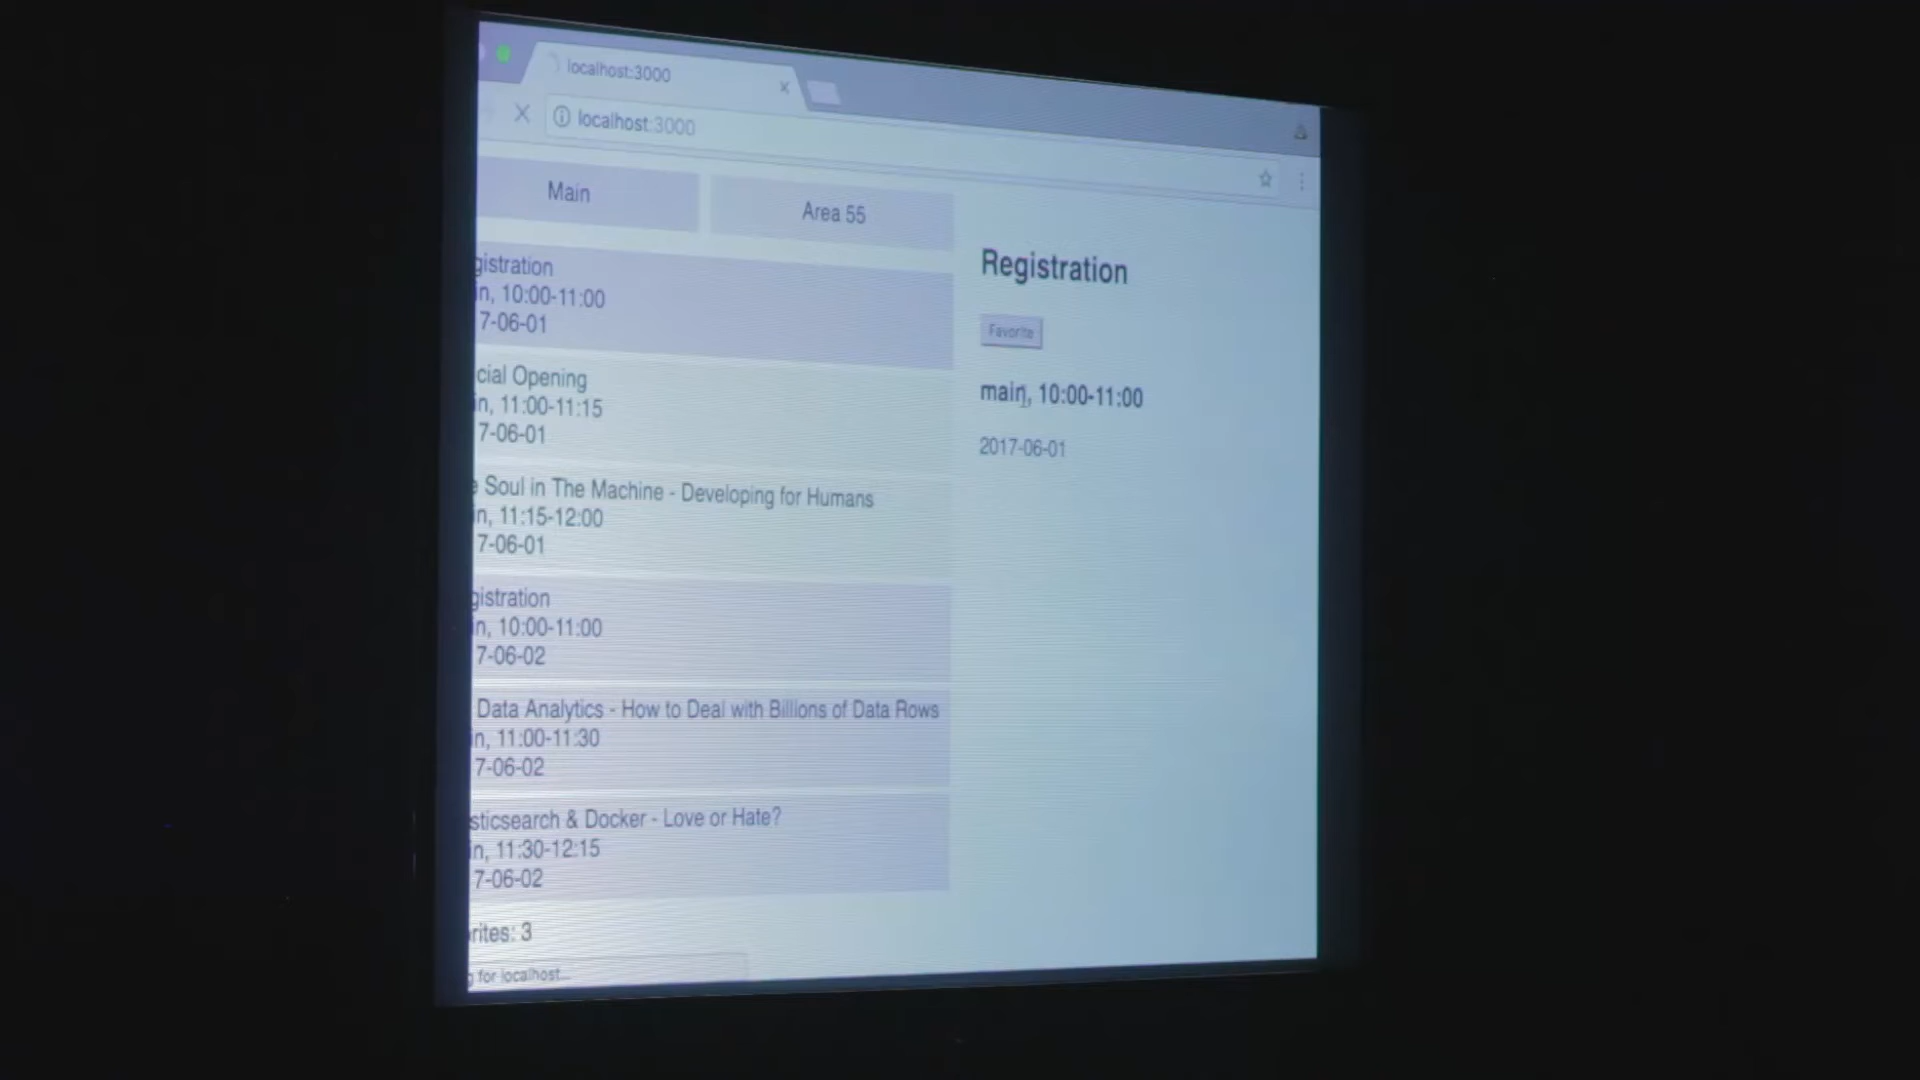 localhost:3000
localhost:3000
Main
Area 55
gistration
in, 10:00-11:00
7-06-01
cial Opening
in, 11:00-11:15
7-06-01
e Soul in The Machine - Developing for Humans
in, 11:15-12:00
7-06-01
gistration
in, 10:00-11:00
7-06-02
Data Analytics - How to Deal with Billions of Data Rows
in, 11:00-11:30
7-06-02
sticsearch & Docker - Love or Hate?
in, 11:30-12:15
7-06-02
rites: 3
g for localhost...
Registration
Favorite
main, 10:00-11:00
2017-06-01